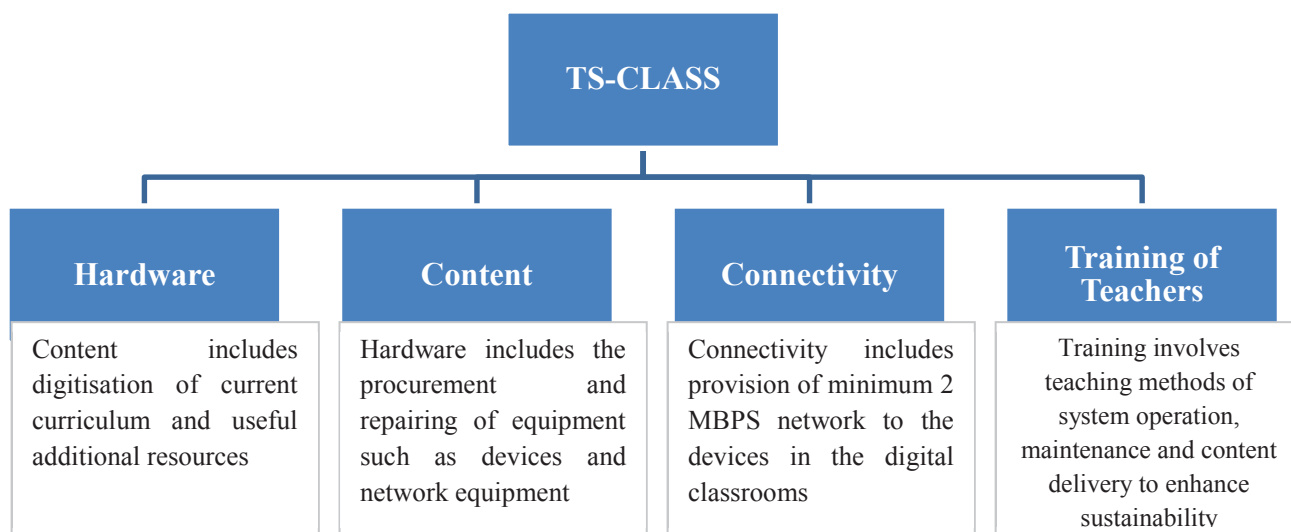 TS-CLASS
Hardware
Content includes
digitisation of current
curriculum and useful
additional resources
Content
Hardware includes the
procurement and
repairing of equipment
such as devices and
network equipment
Connectivity
Connectivity includes
provision of minimum 2
MBPS network to the
devices in the digital
classrooms
Training of
Teachers
Training involves
teaching methods of
system operation,
maintenance and content
delivery to enhance
sustainability